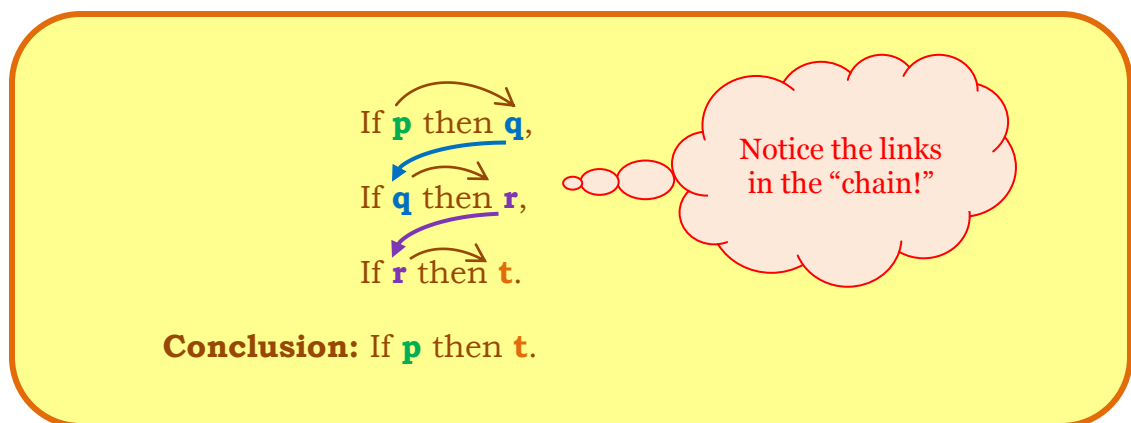 If p then q,
If q then r,
If r then t.
Conclusion: If p then t.
Notice the links
in the “chain!”